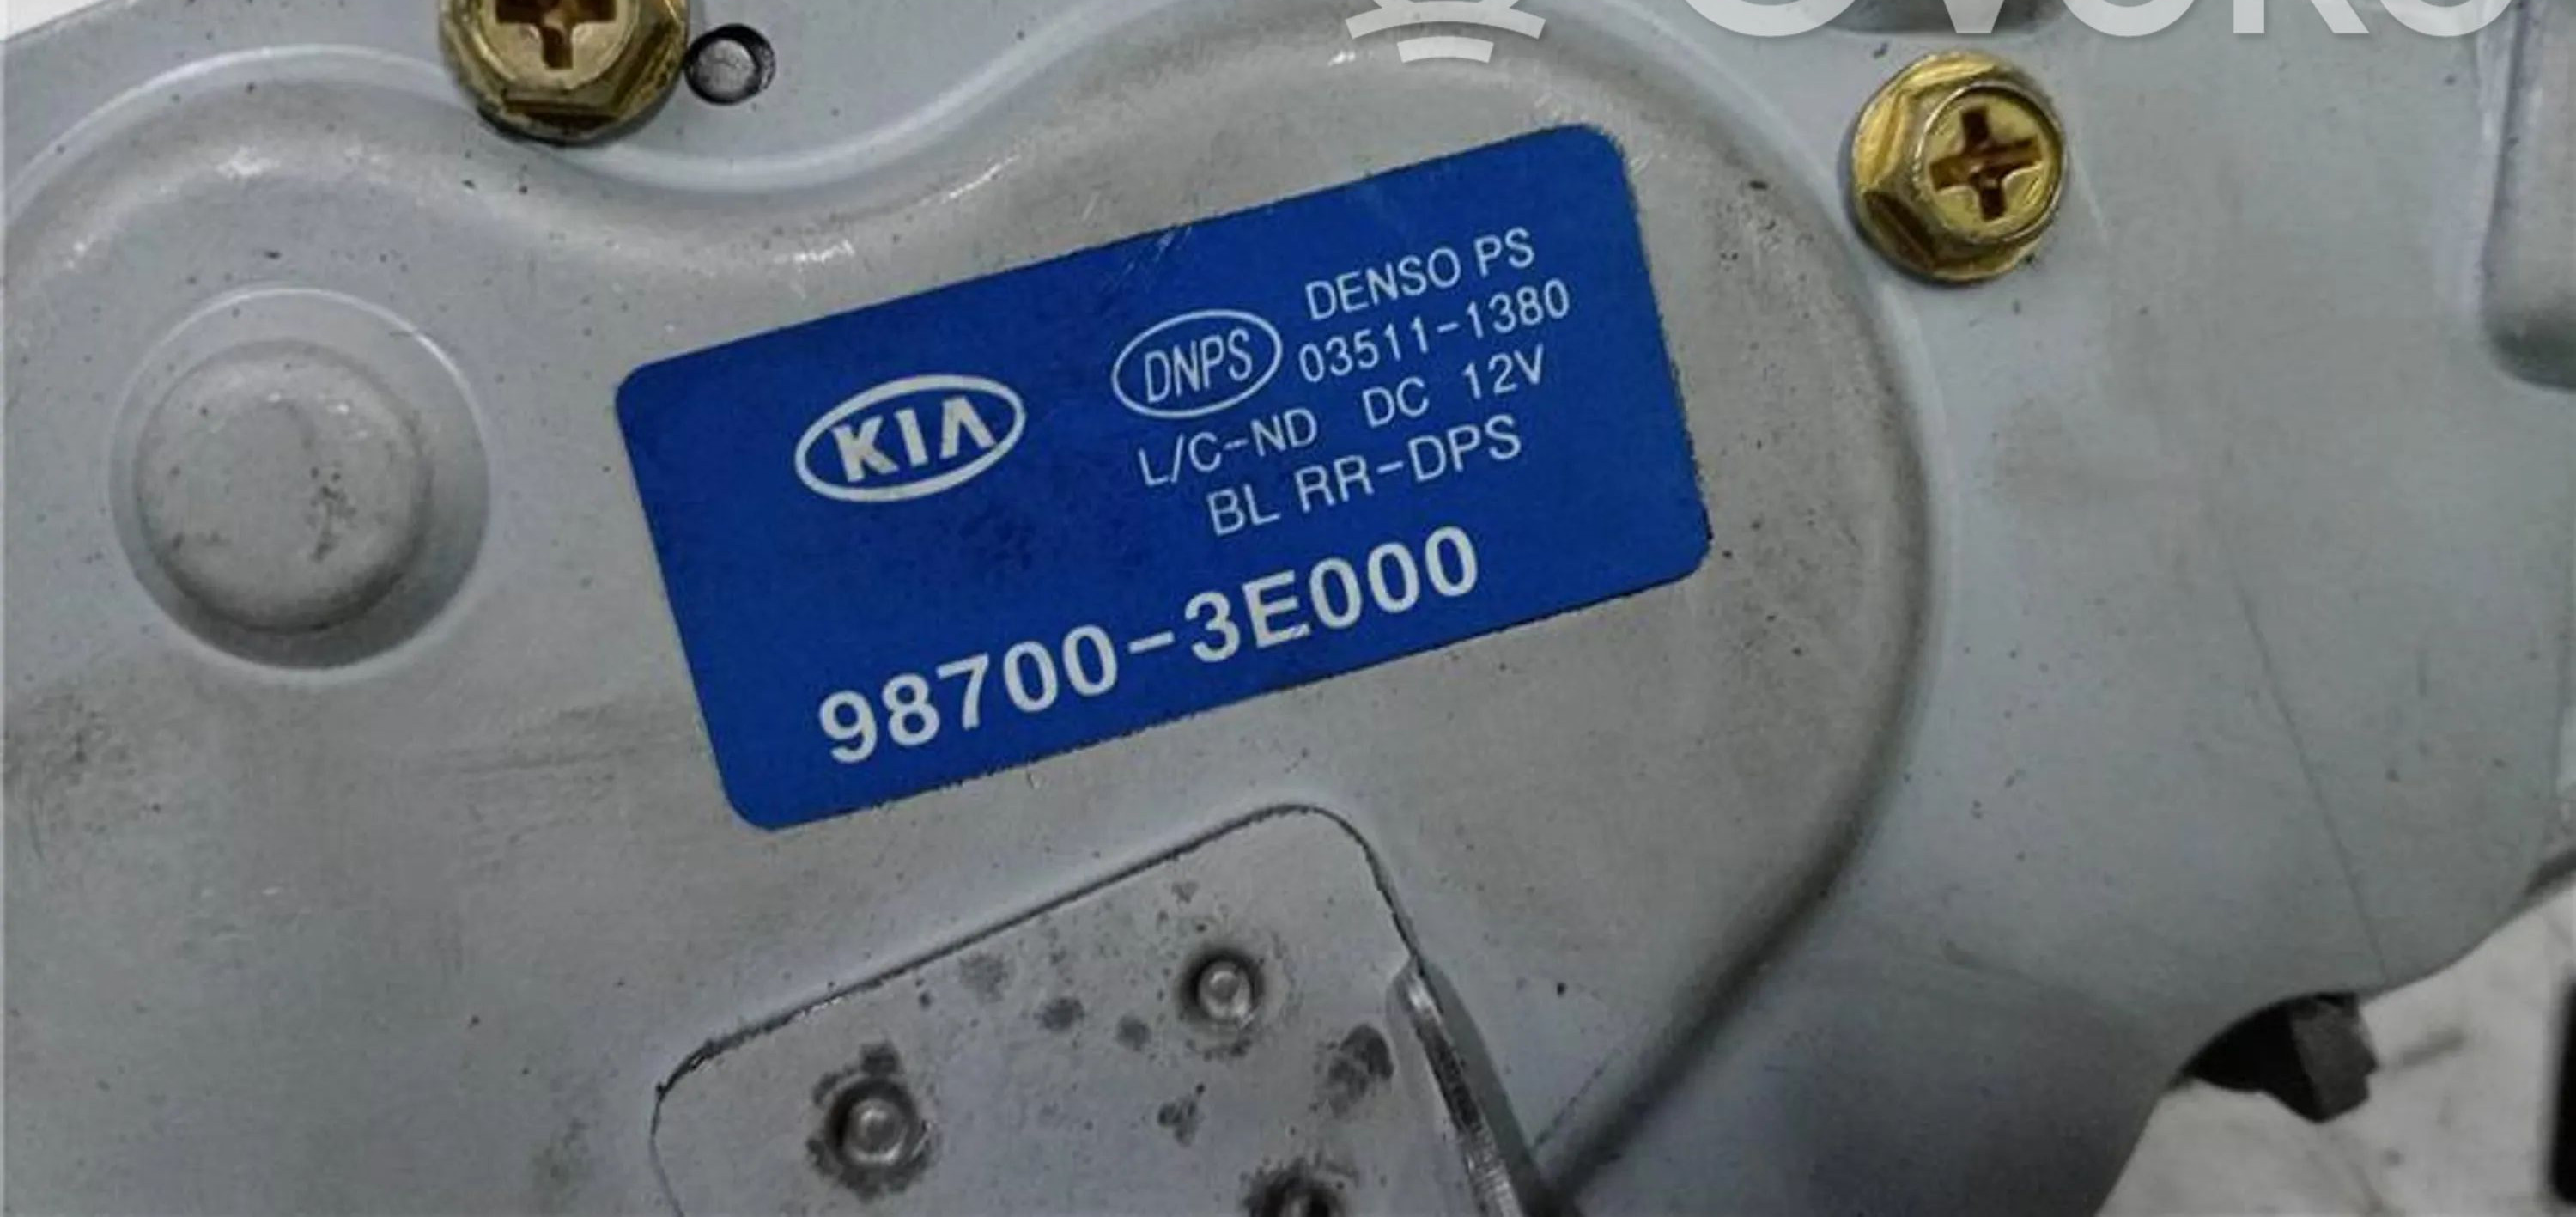 KIA
DNPS
DENSO PS
03511-1380
L/C-ND DC 12V
BL RR-DPS
98700-3E000